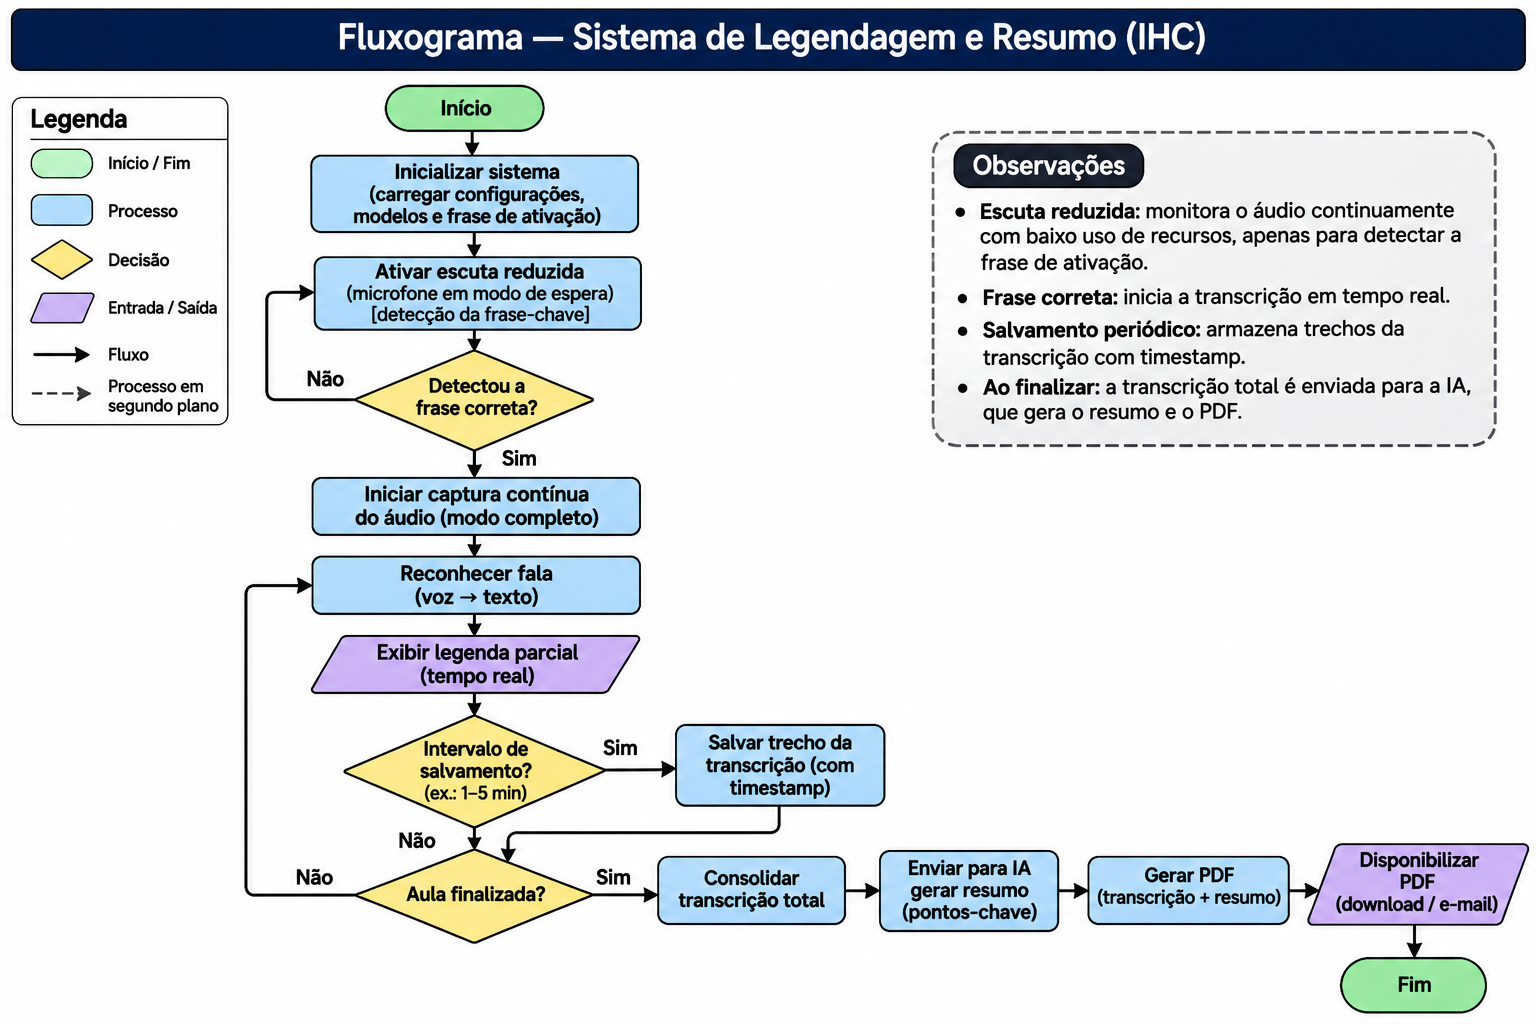 Fluxograma — Sistema de Legendagem e Resumo (IHC)
Legenda
Início / Fim
Processo
Decisão
Entrada / Saída
Fluxo
Processo em
segundo plano
Início
Inicializar sistema
(carregar configurações,
modelos e frase de ativação)
Ativar escuta reduzida
(microfone em modo de espera)
[detecção da frase-chave]
Não
Detectou a
frase correta?
Sim
Iniciar captura contínua
do áudio (modo completo)
Reconhecer fala
(voz → texto)
Exibir legenda parcial
(tempo real)
Intervalo de
salvamento?
(ex.: 1–5 min)
Sim
Salvar trecho da
transcrição (com
timestamp)
Não
Não
Aula finalizada?
Sim
Consolidar
transcrição total
Enviar para IA
gerar resumo
(pontos-chave)
Gerar PDF
(transcrição + resumo)
Disponibilizar
PDF
(download / e-mail)
Fim
Observações
• Escuta reduzida: monitora o áudio continuamente
com baixo uso de recursos, apenas para detectar a
frase de ativação.
• Frase correta: inicia a transcrição em tempo real.
• Salvamento periódico: armazena trechos da
transcrição com timestamp.
• Ao finalizar: a transcrição total é enviada para a IA,
que gera o resumo e o PDF.